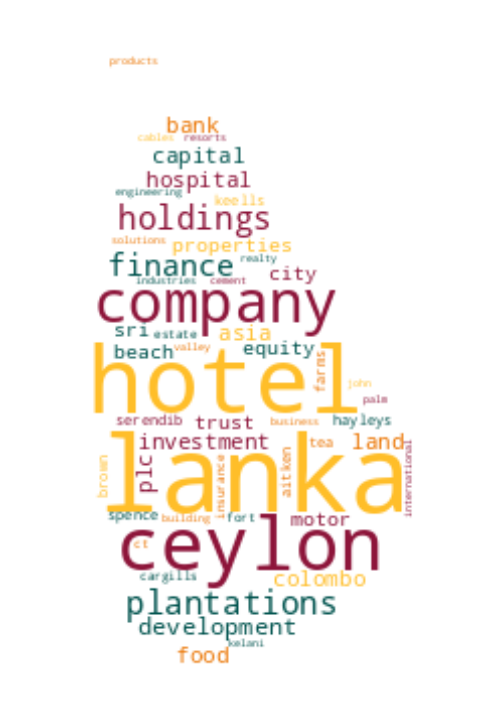 products
bank
cables resorts
capital
hospital
engineering
keells
holdings
solutions properties
finance realty
city
industries cement
company
sri estate asia
beach valley equity
hotel
farms
john
palm
serendib trust business hayleys
investment tea land
lanka
brown
plc
insurance
aitken
international
spence building fort motor
ceylon
ct
cargills colombo
plantations
development
kelani
food